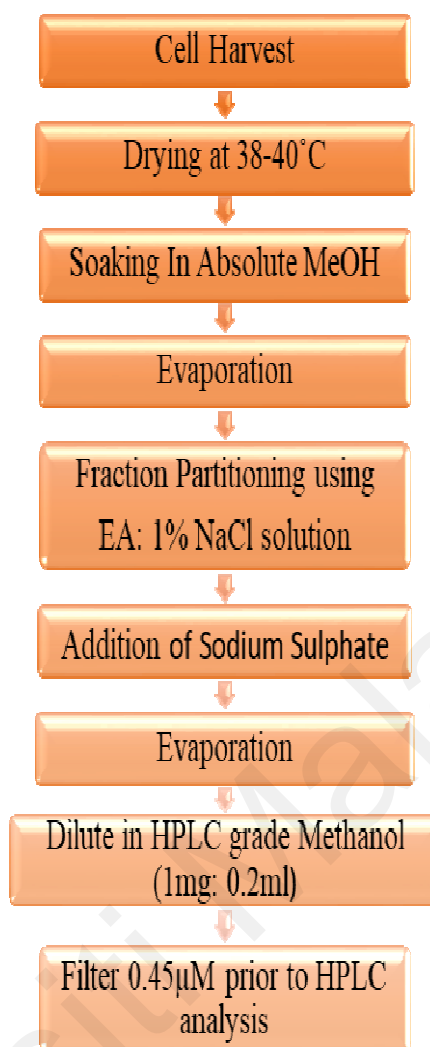 Cell Harvest
Drying at 38-40˚C
Soaking In Absolute MeOH
Evaporation
Fraction Partitioning using
EA: 1% NaCl solution
Addition of Sodium Sulphate
Evaporation
Dilute in HPLC grade Methanol
(1mg: 0.2ml)
Filter 0.45µM prior to HPLC
analysis